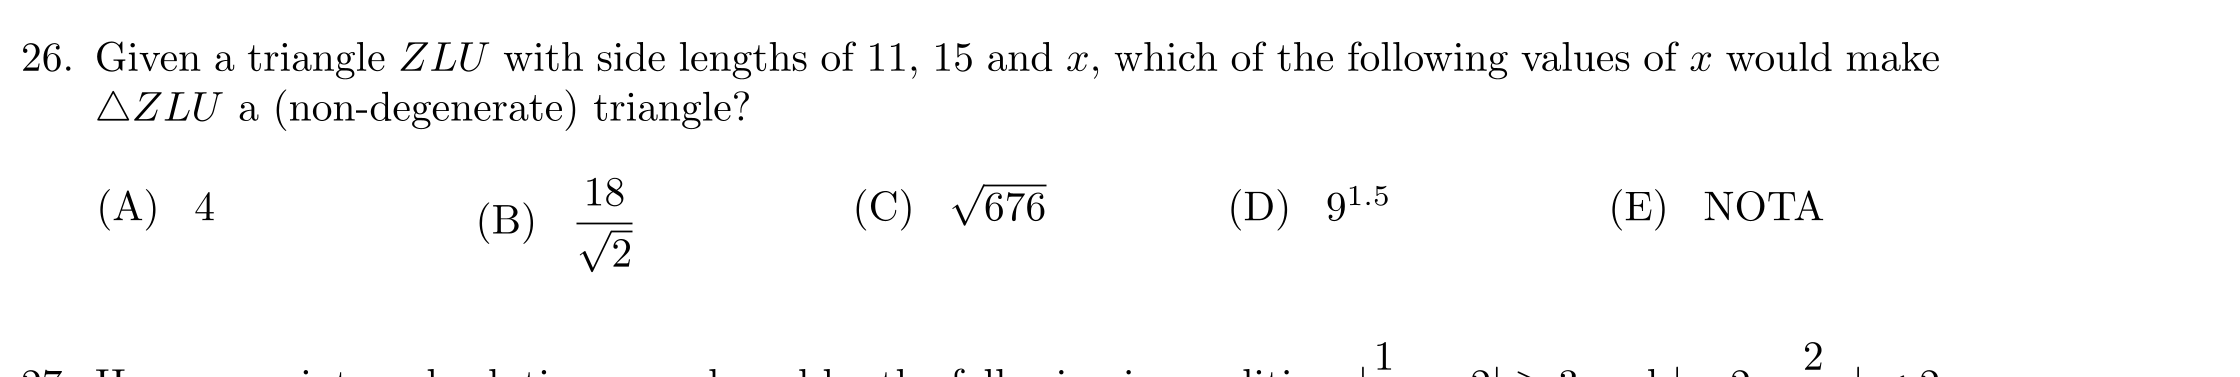 26. Given a triangle ZLU with side lengths of 11, 15 and x, which of the following values of x would make
△ZLU a (non-degenerate) triangle?
(A) 4 (B) 18/√2 (C) √676 (D) 9^1.5 (E) NOTA